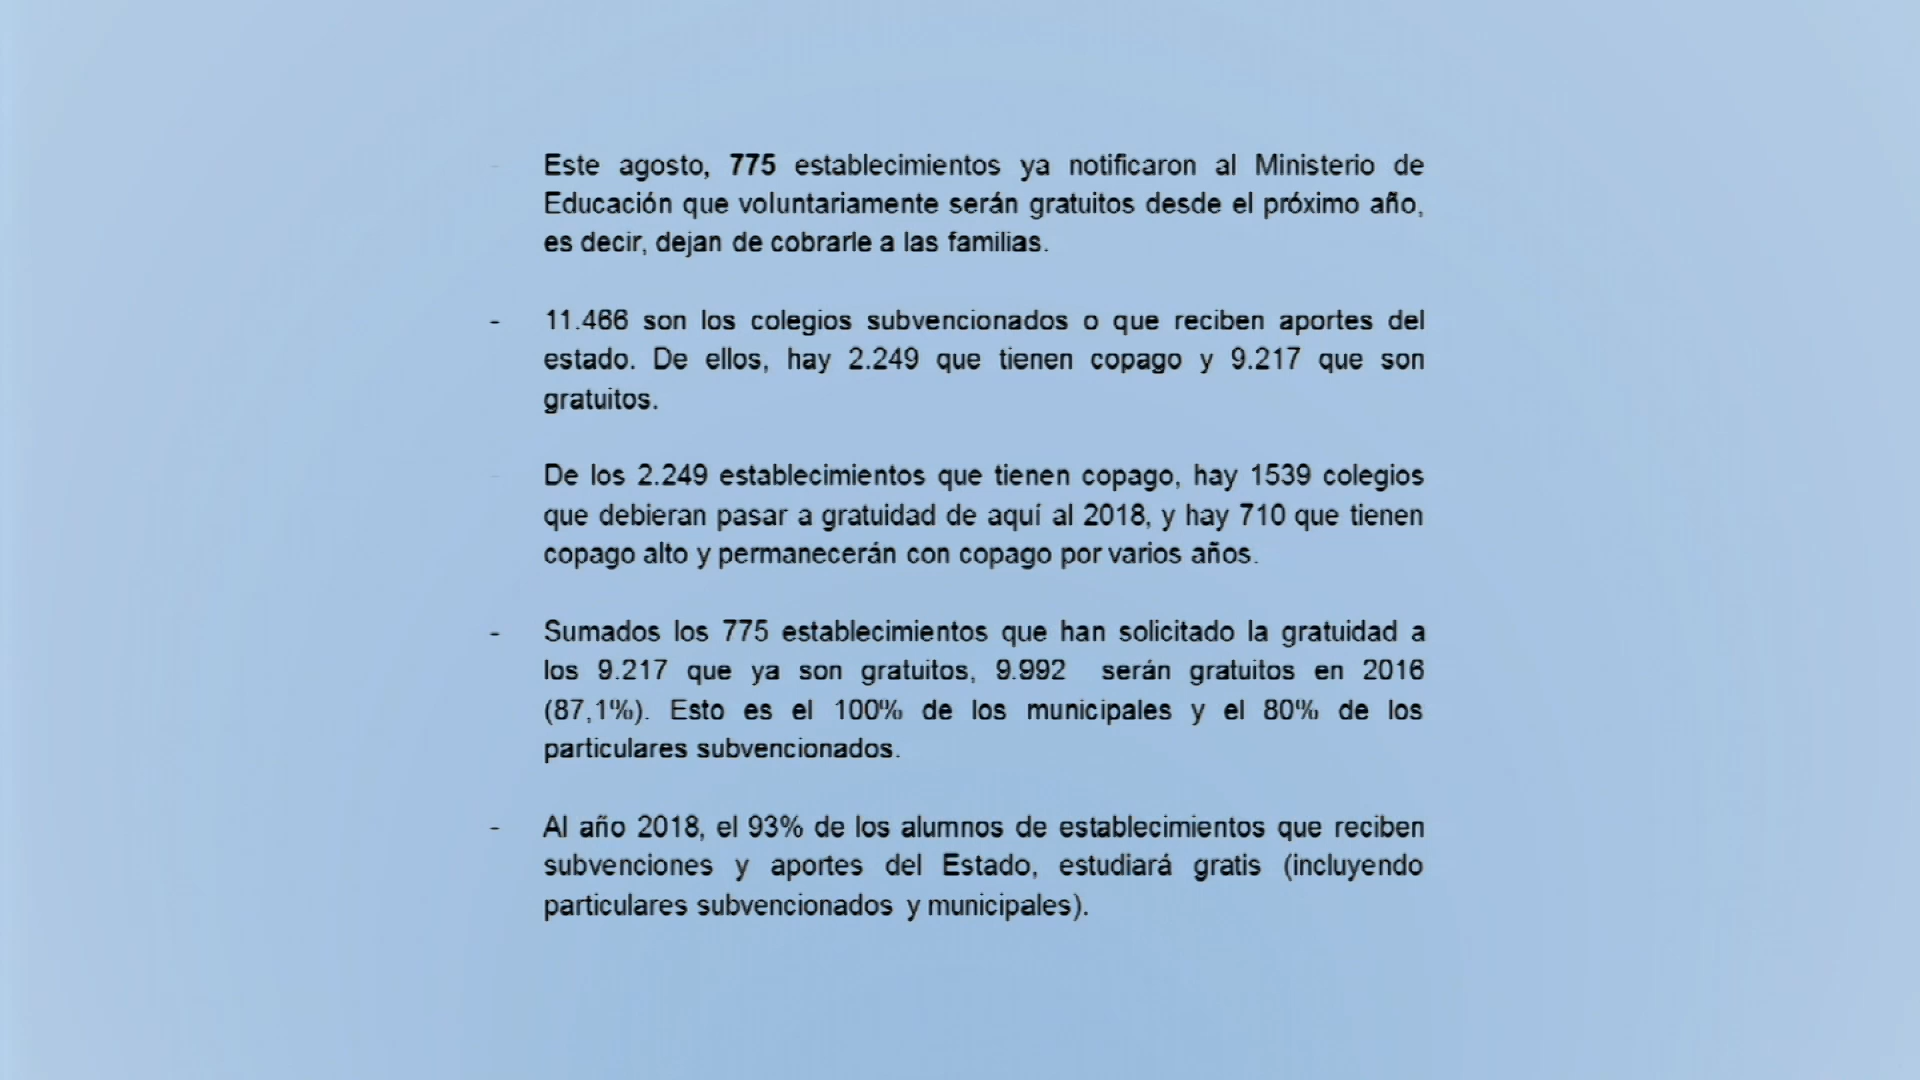 - Este agosto, 775 establecimientos ya notificaron al Ministerio de
Educación que voluntariamente serán gratuitos desde el próximo año,
es decir, dejan de cobrarle a las familias.
- 11.466 son los colegios subvencionados o que reciben aportes del
estado. De ellos, hay 2.249 que tienen copago y 9.217 que son
gratuitos.
- De los 2.249 establecimientos que tienen copago, hay 1539 colegios
que debieran pasar a gratuidad de aquí al 2018, y hay 710 que tienen
copago alto y permanecerán con copago por varios años.
- Sumados los 775 establecimientos que han solicitado la gratuidad a
los 9.217 que ya son gratuitos, 9.992 serán gratuitos en 2016
(87,1%). Esto es el 100% de los municipales y el 80% de los
particulares subvencionados.
- Al año 2018, el 93% de los alumnos de establecimientos que reciben
subvenciones y aportes del Estado, estudiará gratis (incluyendo
particulares subvencionados y municipales).